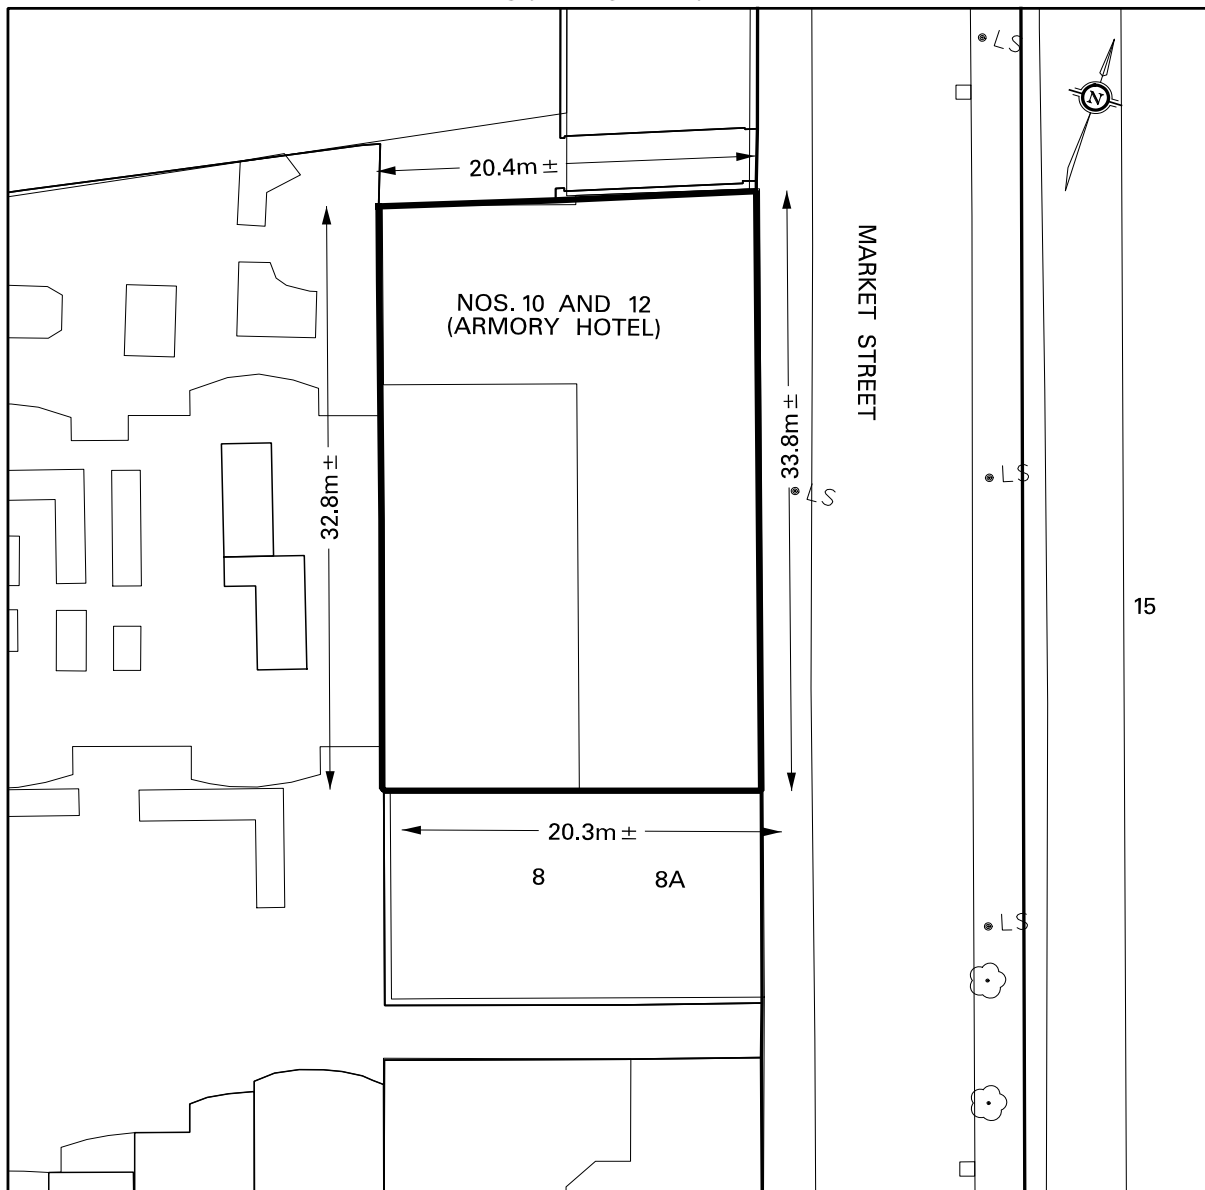 LS
N
20.4m ±
NOS. 10 AND 12
(ARMORY HOTEL)
MARKET STREET
32.8m ±
33.8m ±
LS
LS
15
20.3m ±
8
8A
LS